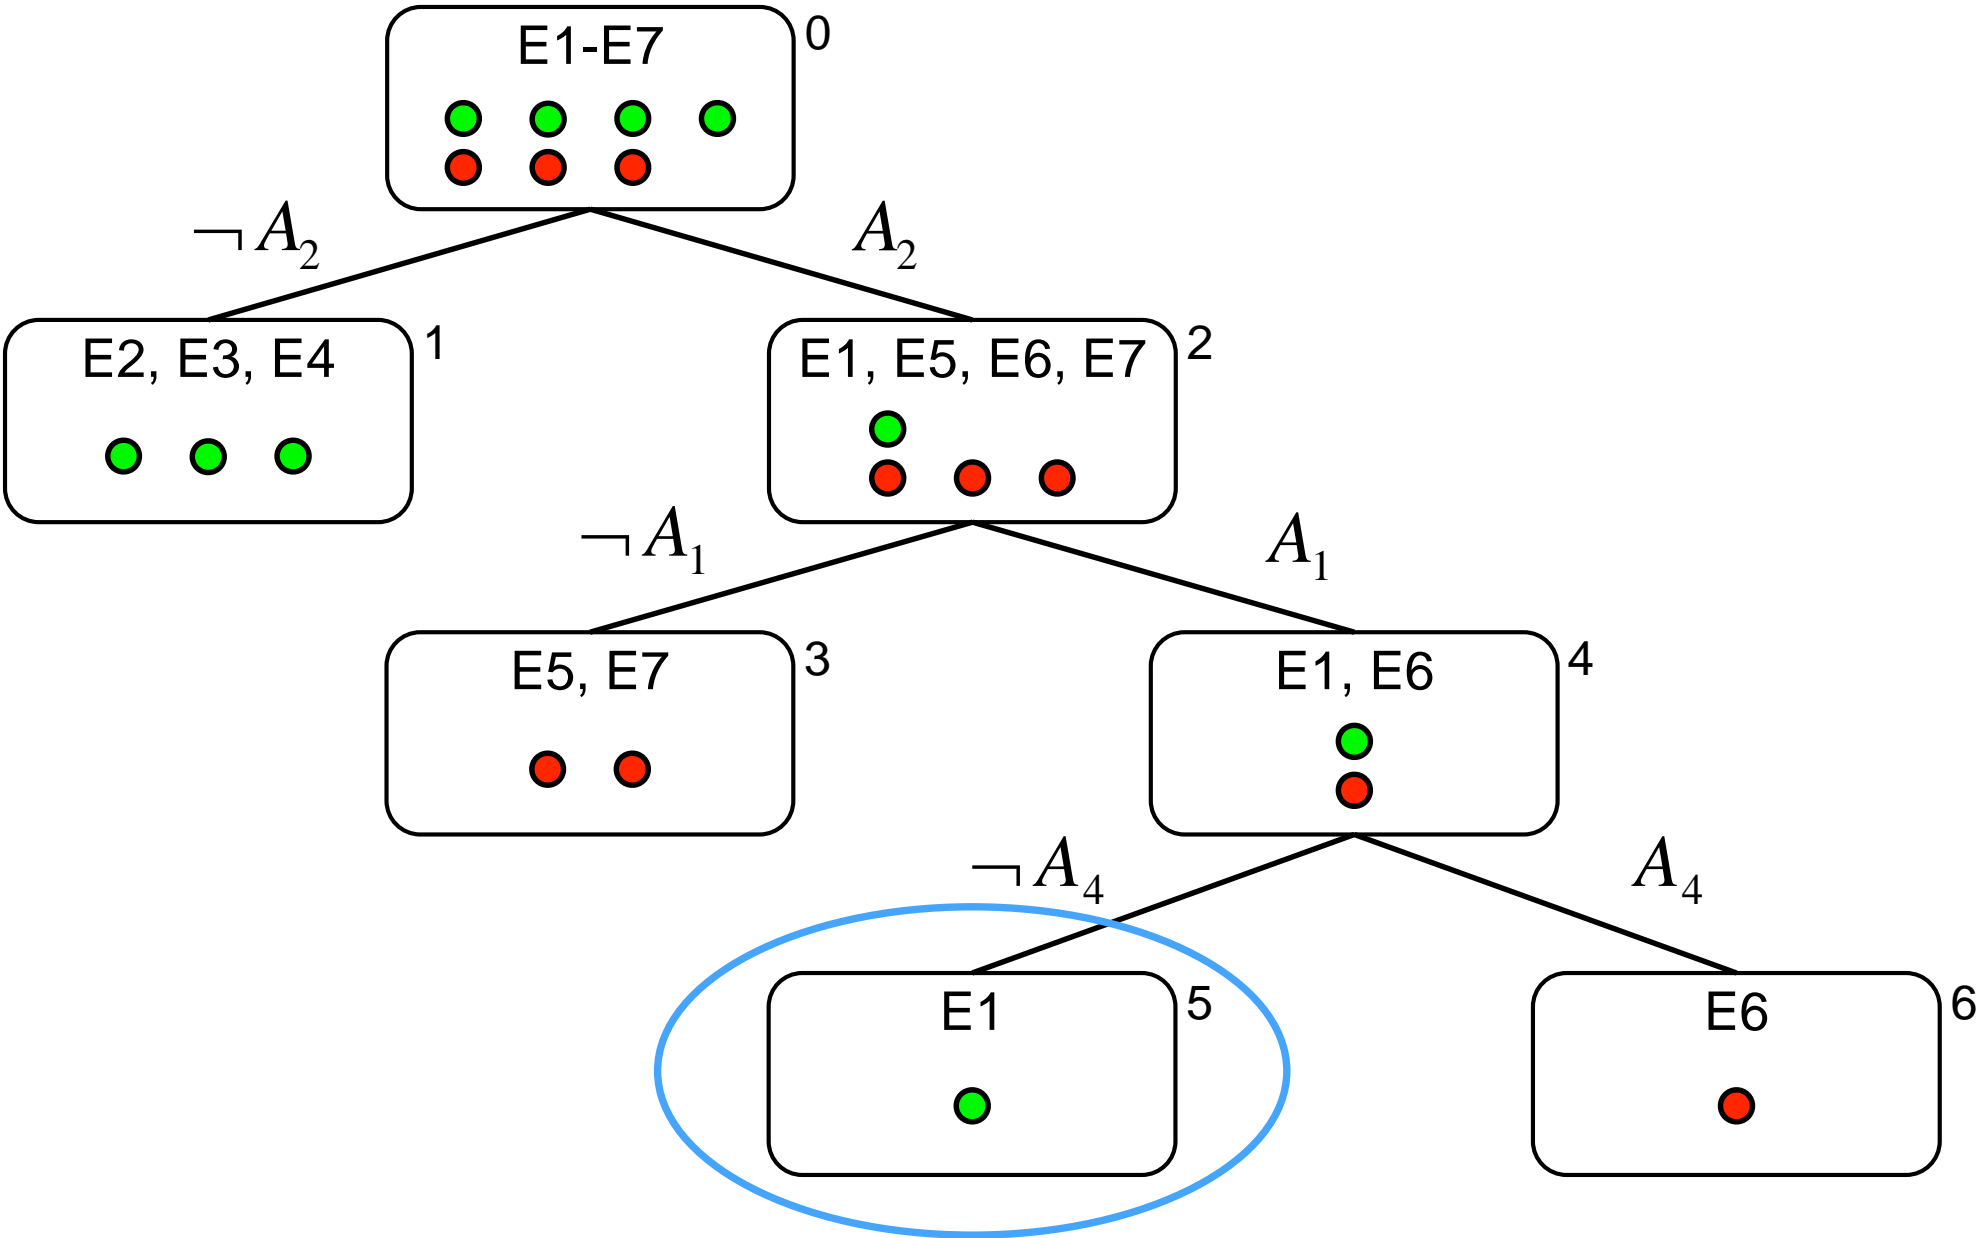 E1-E7
0
¬ A₂
A₂
E2, E3, E4
1
E1, E5, E6, E7
2
¬ A₁
A₁
E5, E7
3
E1, E6
4
¬ A₄
A₄
E1
5
E6
6